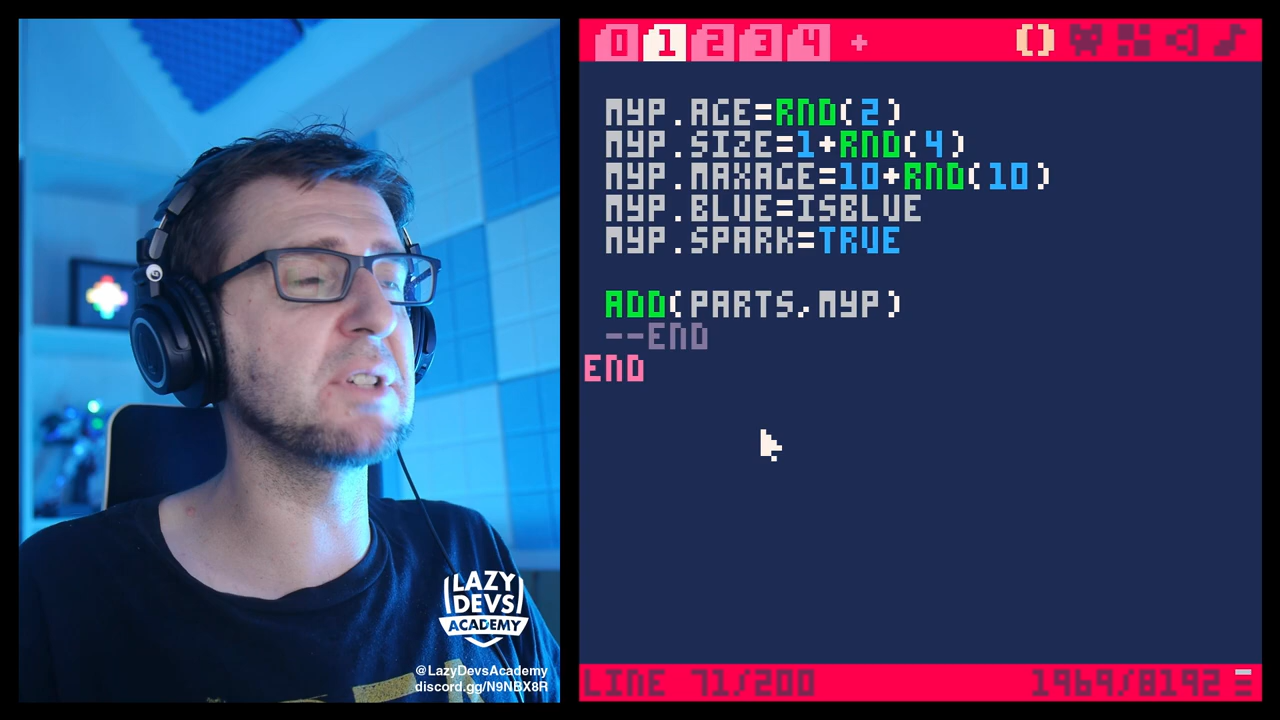 LAZY
DEVS
ACADEMY
@LazyDevsAcademy
discord.gg/N9NBX8R
0 1 2 3 4 +
MYP.AGE=RND(2)
MYP.SIZE=1+RND(4)
MYP.MAXAGE=10+RND(10)
MYP.BLUE=ISBLUE
MYP.SPARK=TRUE
ADD(PARTS,MYP)
--END
END
LINE 71/200
1969/8192